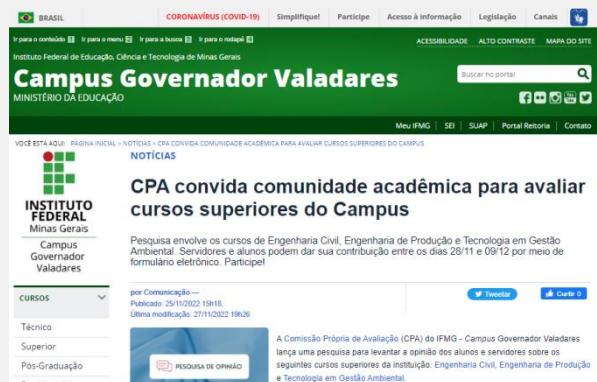 BRASIL
CORONAVÍRUS (COVID-19)
Simplifique!
Participe
Acesso à informação
Legislação
Canais
Ir para o conteúdo 1 Ir para o menu 2 Ir para a busca 3 Ir para o rodapé 4
ACESSIBILIDADE ALTO CONTRASTE MAPA DO SITE
Instituto Federal de Educação, Ciência e Tecnologia de Minas Gerais
Campus Governador Valadares
Buscar no portal
MINISTÉRIO DA EDUCAÇÃO
Meu IFMG SEI SUAP Portal Reitoria Contato
VOCÊ ESTÁ AQUI: PÁGINA INICIAL > NOTÍCIAS > CPA CONVIDA COMUNIDADE ACADÊMICA PARA AVALIAR CURSOS SUPERIORES DO CAMPUS
INSTITUTO
FEDERAL
Minas Gerais
Campus
Governador
Valadares
CURSOS
Técnico
Superior
Pós-Graduação
NOTÍCIAS
CPA convida comunidade acadêmica para avaliar
cursos superiores do Campus
Pesquisa envolve os cursos de Engenharia Civil, Engenharia de Produção e Tecnologia em Gestão
Ambiental. Servidores e alunos podem dar sua contribuição entre os dias 28/11 e 09/12 por meio de
formulário eletrônico. Participe!
por Comunicação —
Publicado: 25/11/2022 15h18,
Última modificação: 27/11/2022 19h26
Tweetar
Curtir 0
PESQUISA DE OPINIÃO
A Comissão Própria de Avaliação (CPA) do IFMG - Campus Governador Valadares
lança uma pesquisa para levantar a opinião dos alunos e servidores sobre os
seguintes cursos superiores da instituição: Engenharia Civil, Engenharia de Produção
e Tecnologia em Gestão Ambiental.